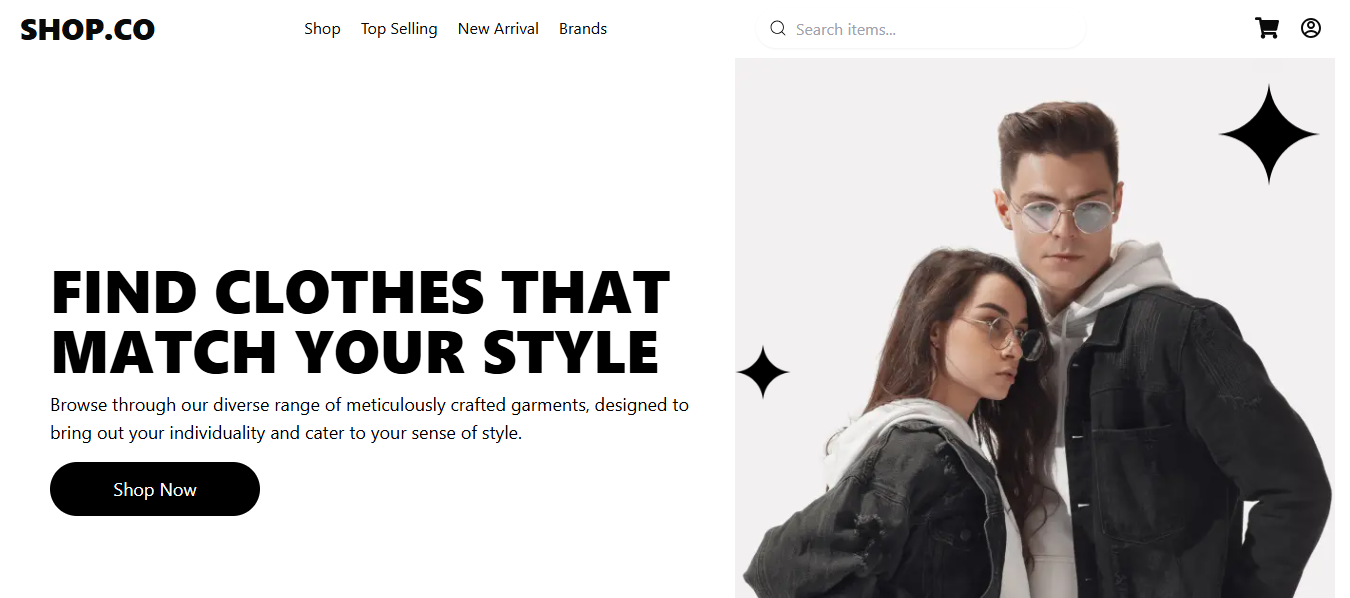 SHOP.CO
Shop Top Selling New Arrival Brands
Search items...
FIND CLOTHES THAT
MATCH YOUR STYLE
Browse through our diverse range of meticulously crafted garments, designed to
bring out your individuality and cater to your sense of style.
Shop Now